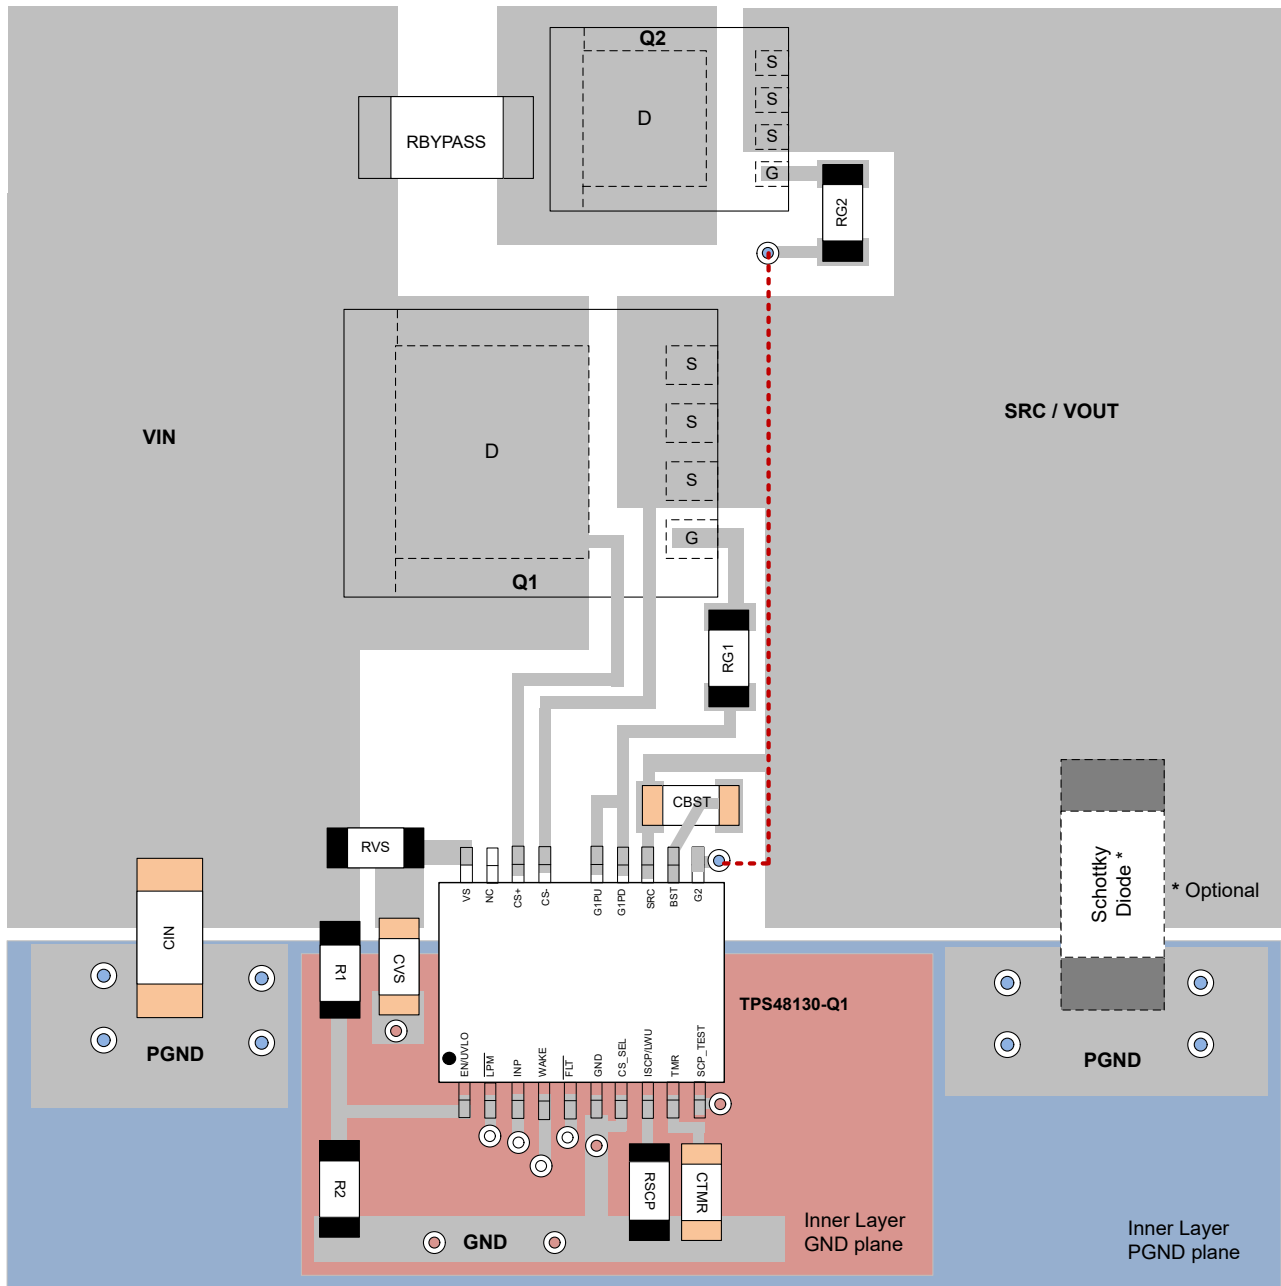 Q2
S
S
S
G
D
RBYPASS
RG2
S
S
S
G
D
Q1
VIN
SRC / VOUT
RG1
CBST
RVS
VS
NC
CS+
CS-
G1PU
G1PD
SRC
BST
G2
Schottky
Diode *
* Optional
CIN
R1
CVS
TPS48130-Q1
PGND
PGND
EN/UVLO
LPM
INP
WAKE
FLT
GND
CS_SEL
ISCP/LWU
TMR
SCP_TEST
R2
RSCP
CTMR
GND
Inner Layer
GND plane
Inner Layer
PGND plane